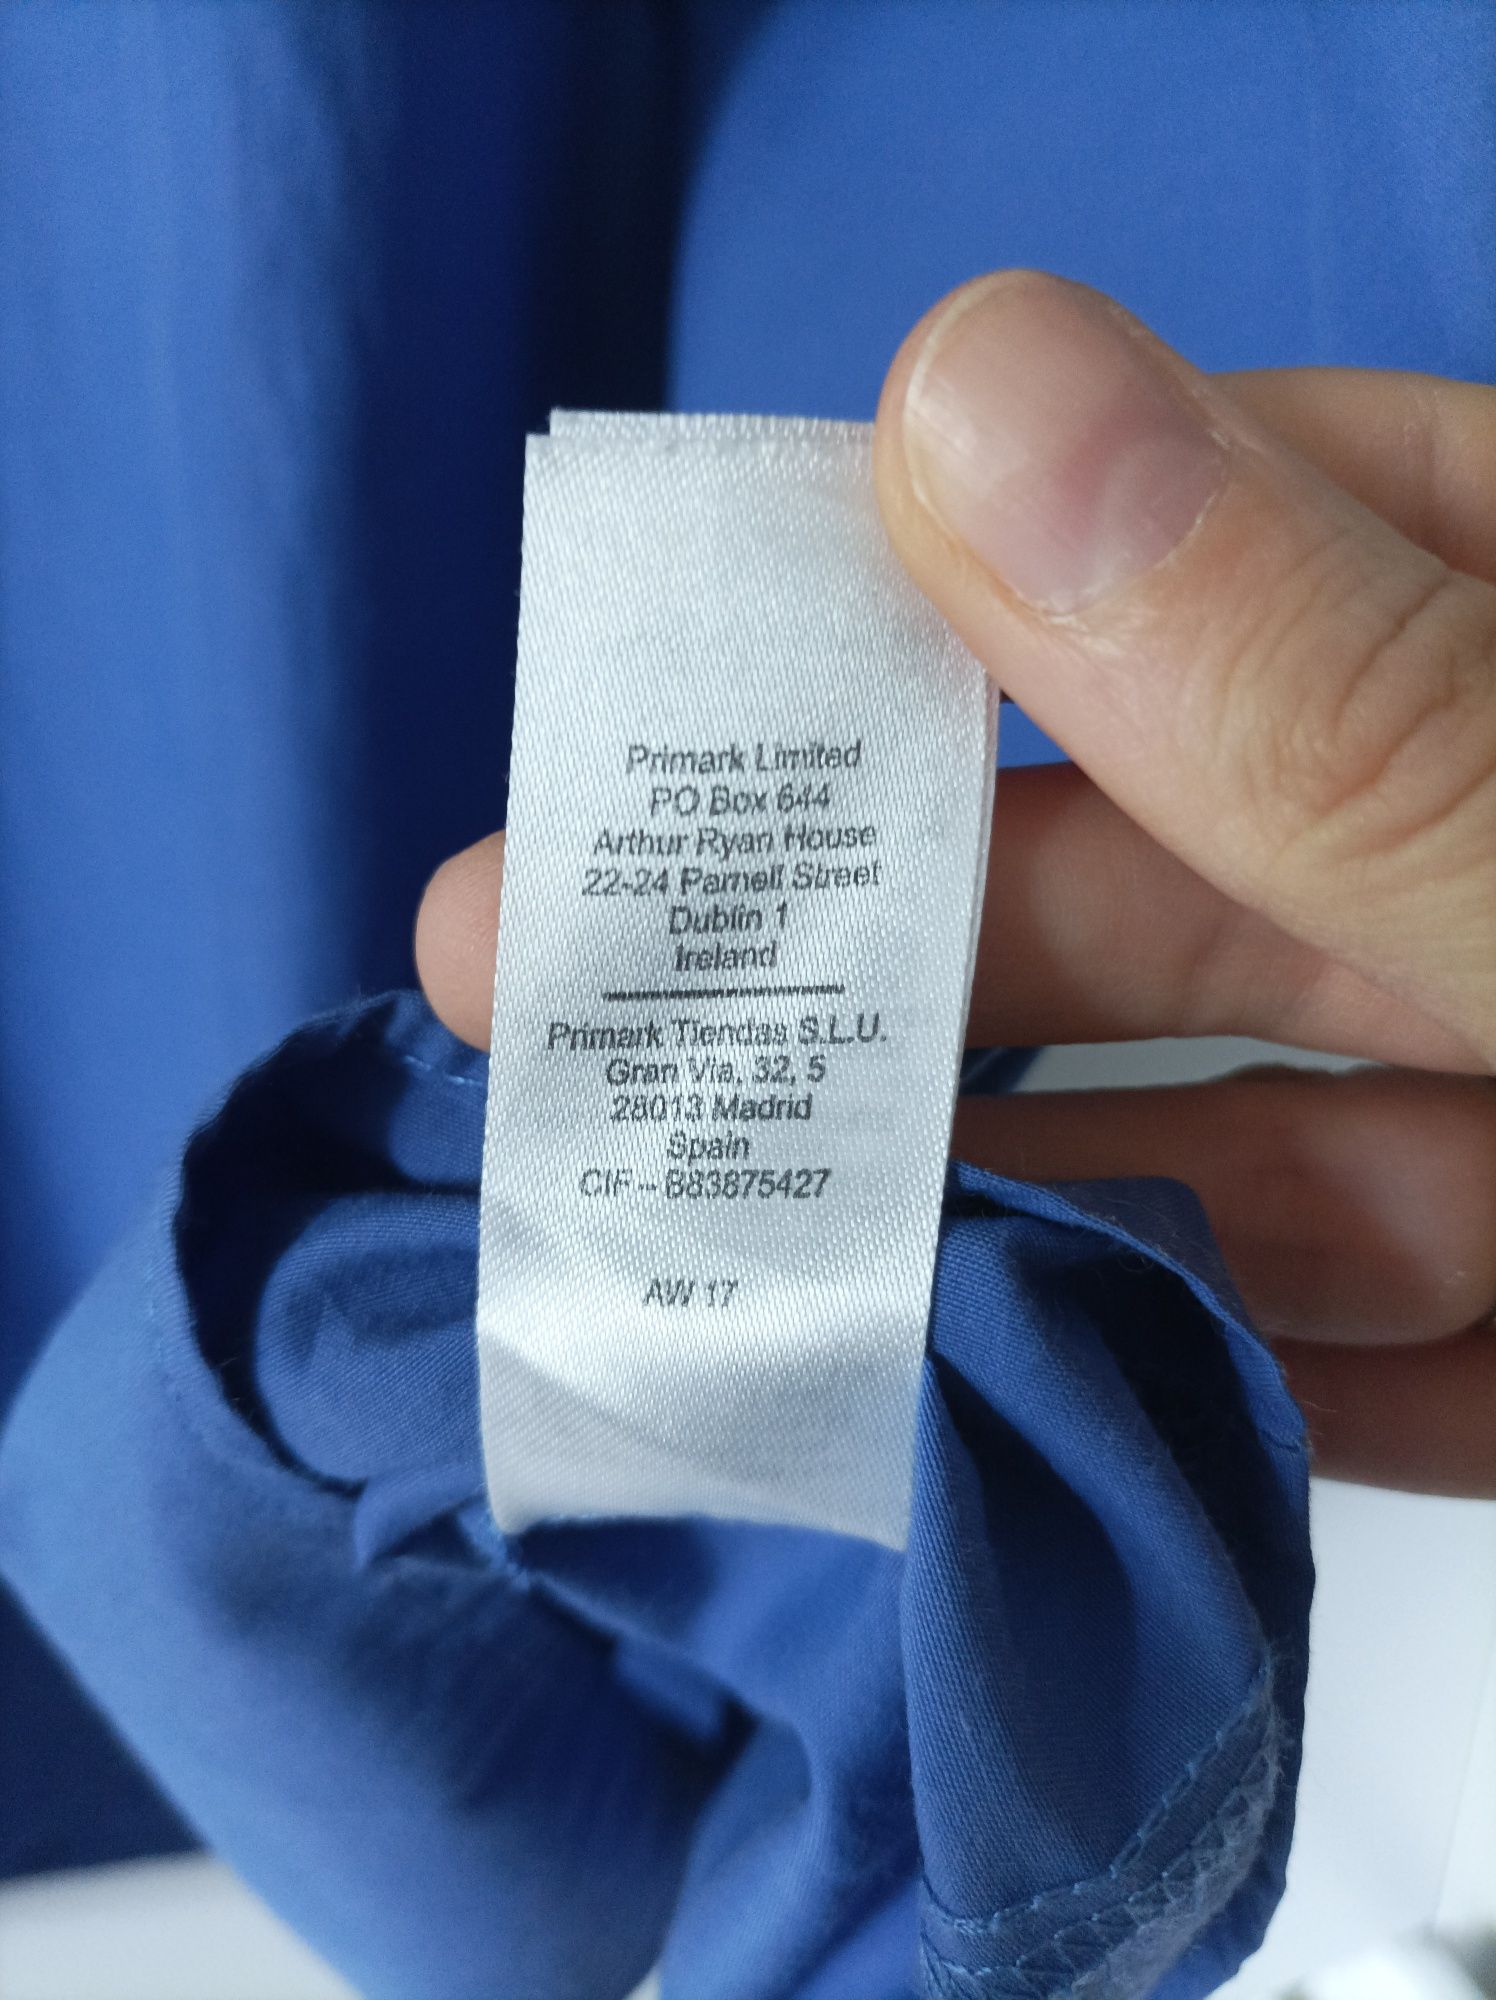 Primark Limited
PO Box 644
Arthur Ryan House
22-24 Parnell Street
Dublin 1
Ireland
Primark Tiendas S.L.U.
Gran Via, 32, 5
28013 Madrid
Spain
CIF – B83875427
AW 17